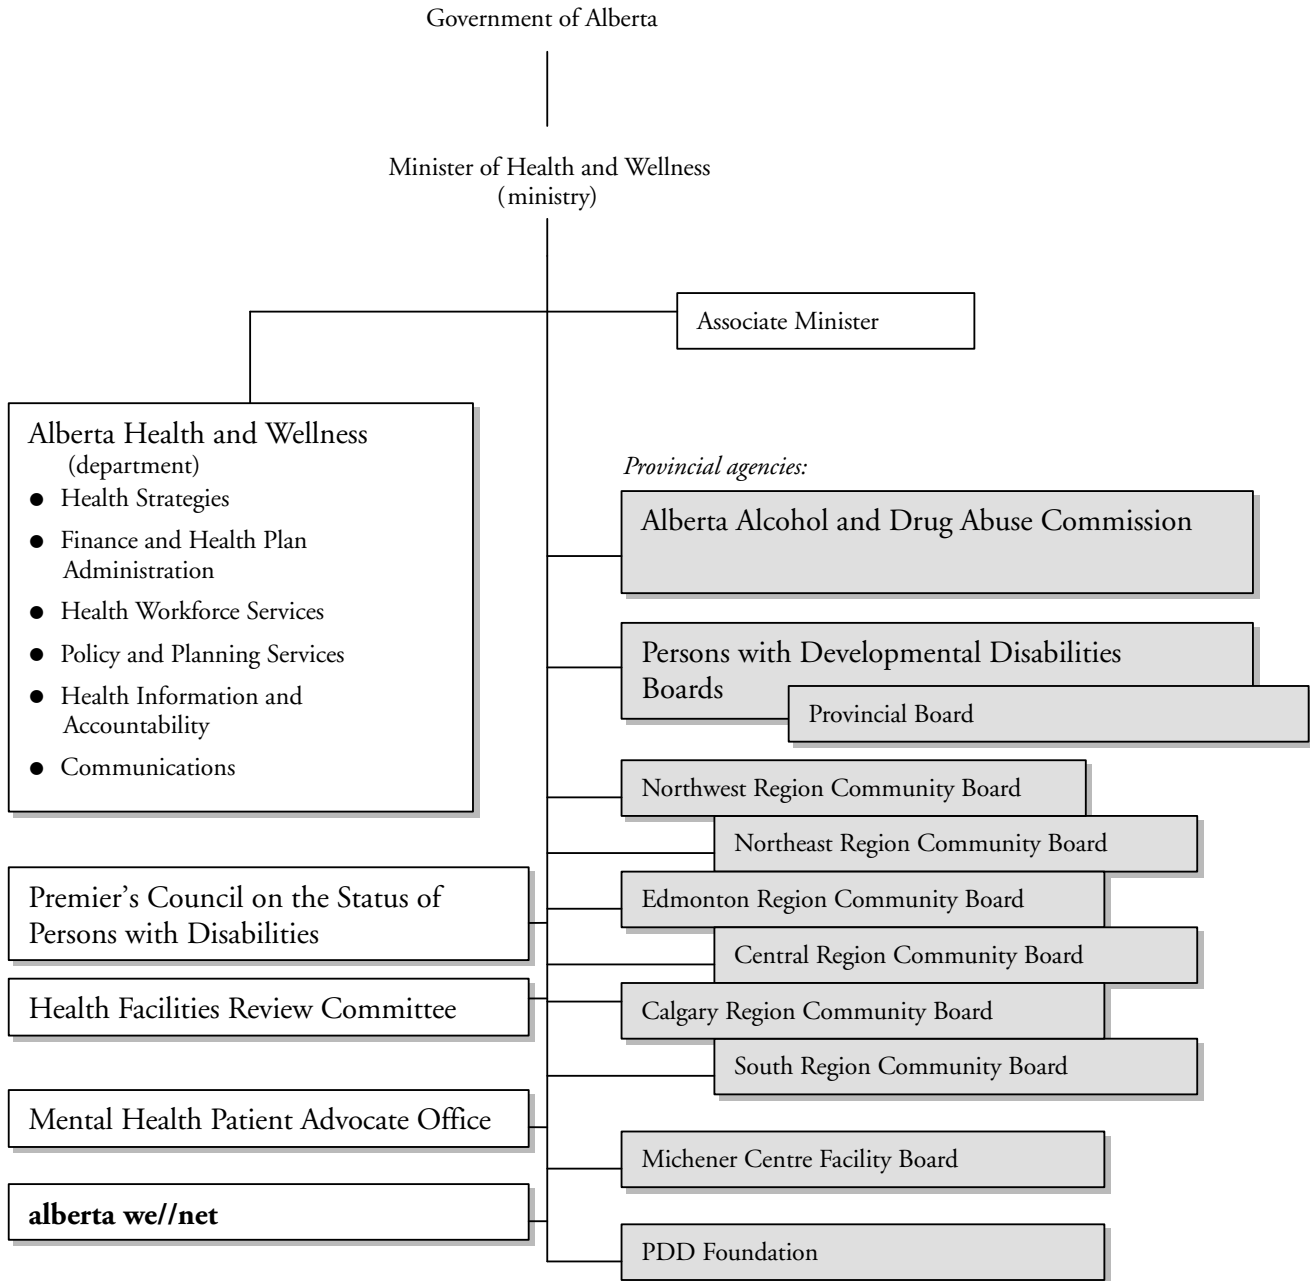 Government of Alberta
Minister of Health and Wellness
(ministry)
Associate Minister
Alberta Health and Wellness
(department)
● Health Strategies
● Finance and Health Plan
Administration
● Health Workforce Services
● Policy and Planning Services
● Health Information and
Accountability
● Communications
Premier’s Council on the Status of
Persons with Disabilities
Health Facilities Review Committee
Mental Health Patient Advocate Office
alberta we//net
Provincial agencies:
Alberta Alcohol and Drug Abuse Commission
Persons with Developmental Disabilities
Boards
Provincial Board
Northwest Region Community Board
Northeast Region Community Board
Edmonton Region Community Board
Central Region Community Board
Calgary Region Community Board
South Region Community Board
Michener Centre Facility Board
PDD Foundation